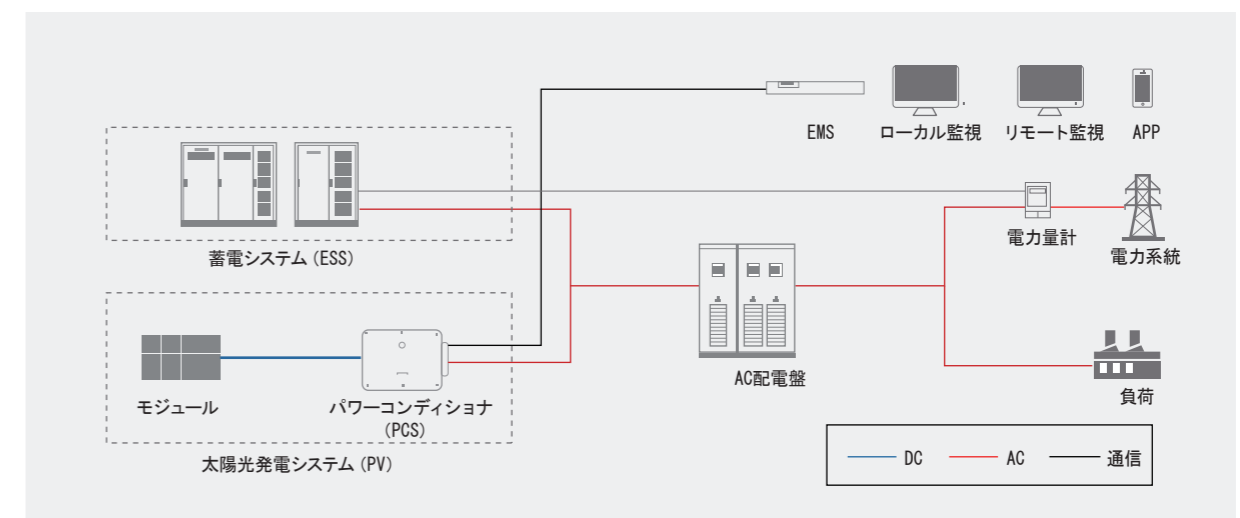 EMS
ローカル監視
リモート監視
APP
蓄電システム (ESS)
電力量計
電力系統
モジュール
パワーコンディショナ
(PCS)
AC配電盤
負荷
太陽光発電システム (PV)
DC
AC
通信